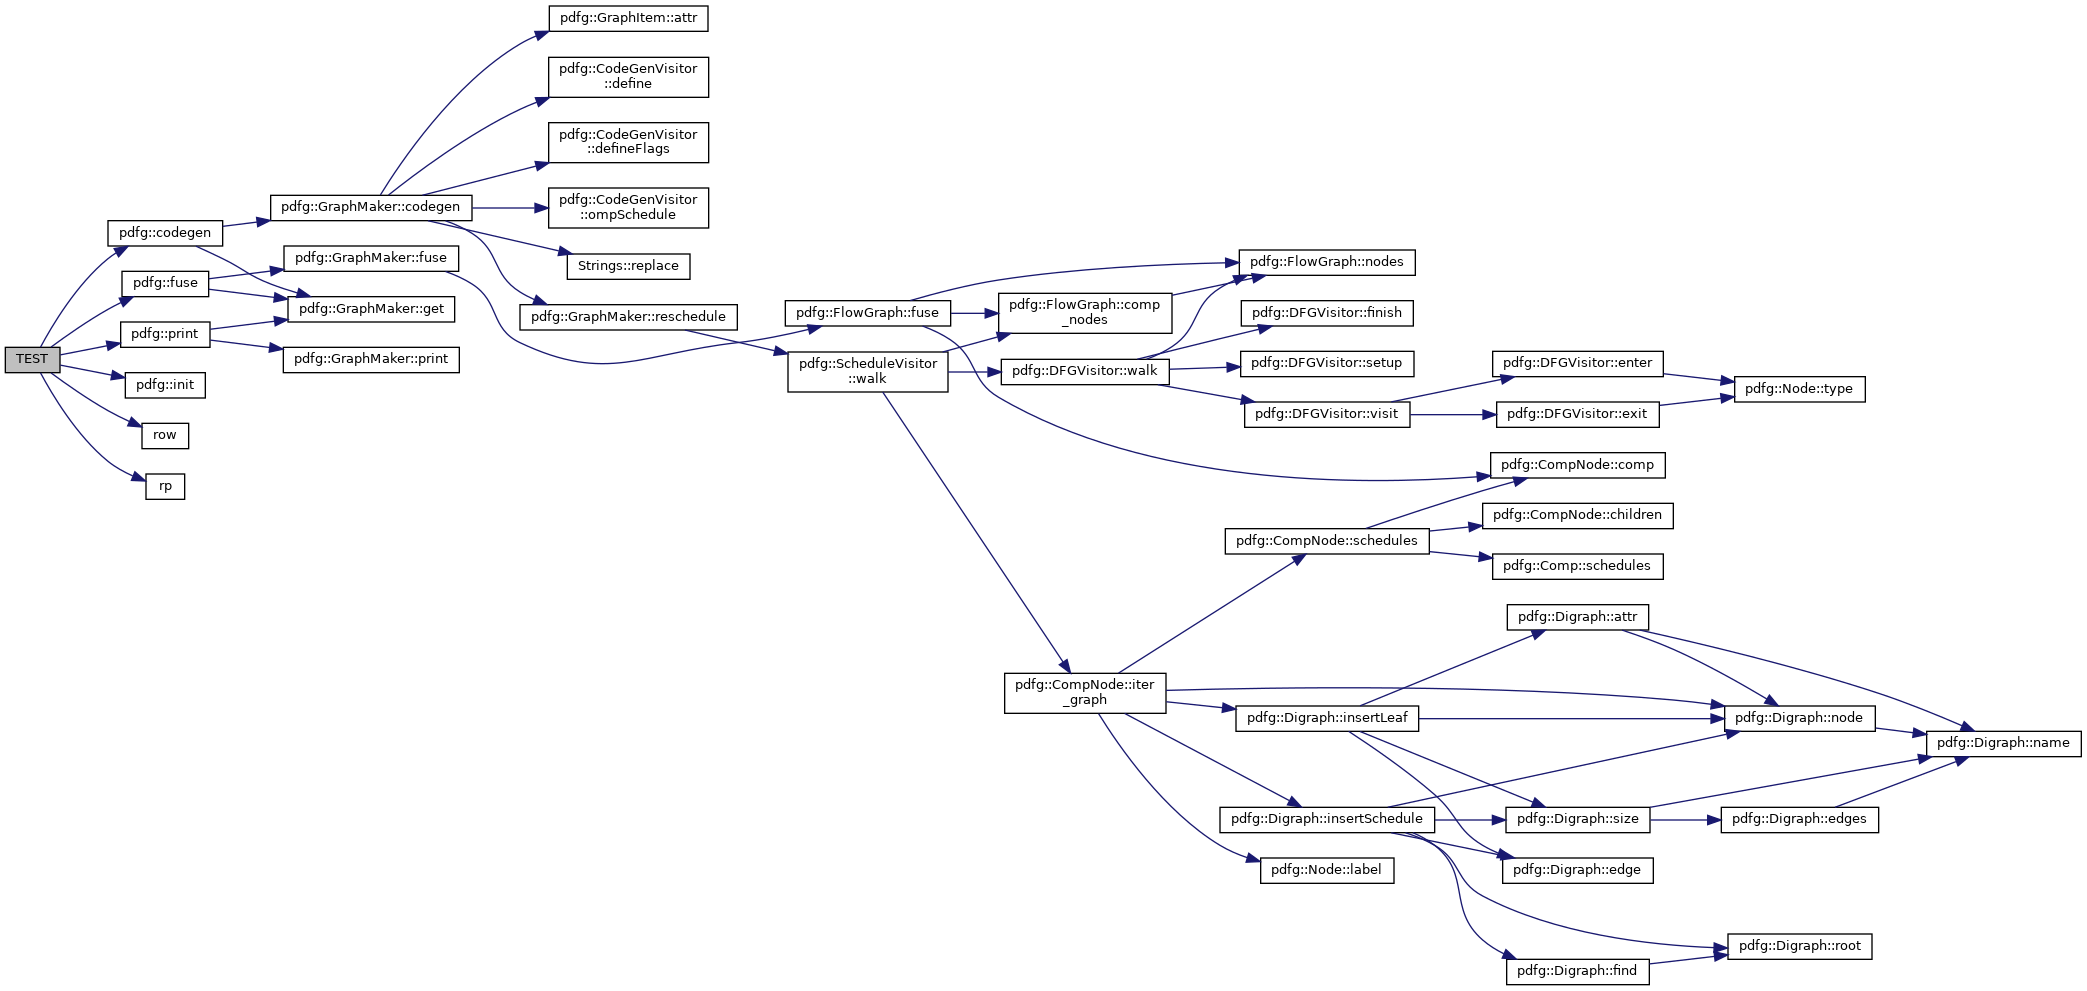 TEST
pdfg::codegen
pdfg::fuse
pdfg::print
pdfg::init
row
rp
pdfg::GraphMaker::codegen
pdfg::GraphMaker::fuse
pdfg::GraphMaker::get
pdfg::GraphMaker::print
pdfg::GraphItem::attr
pdfg::CodeGenVisitor
::define
pdfg::CodeGenVisitor
::defineFlags
pdfg::CodeGenVisitor
::ompSchedule
Strings::replace
pdfg::GraphMaker::reschedule
pdfg::FlowGraph::fuse
pdfg::ScheduleVisitor
::walk
pdfg::FlowGraph::comp
_nodes
pdfg::DFGVisitor::walk
pdfg::CompNode::iter
_graph
pdfg::FlowGraph::nodes
pdfg::DFGVisitor::finish
pdfg::DFGVisitor::setup
pdfg::DFGVisitor::visit
pdfg::CompNode::schedules
pdfg::Digraph::insertLeaf
pdfg::Digraph::insertSchedule
pdfg::Node::label
pdfg::DFGVisitor::enter
pdfg::DFGVisitor::exit
pdfg::CompNode::comp
pdfg::CompNode::children
pdfg::Comp::schedules
pdfg::Digraph::attr
pdfg::Digraph::size
pdfg::Digraph::edge
pdfg::Digraph::find
pdfg::Node::type
pdfg::Digraph::node
pdfg::Digraph::edges
pdfg::Digraph::root
pdfg::Digraph::name